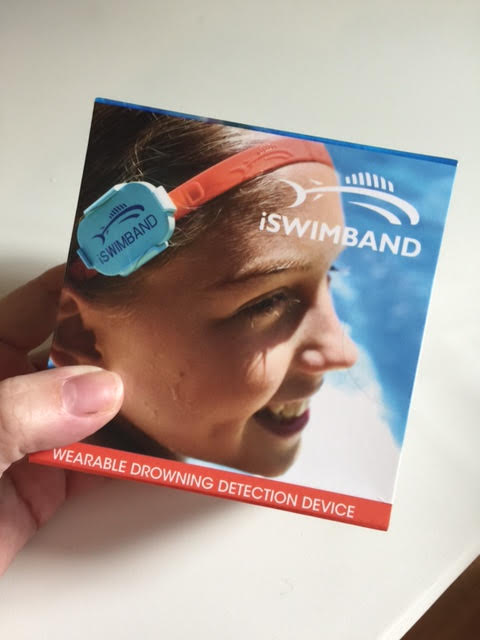 iSWIMBAND
iSWIMBAND
WEARABLE DROWNING DETECTION DEVICE